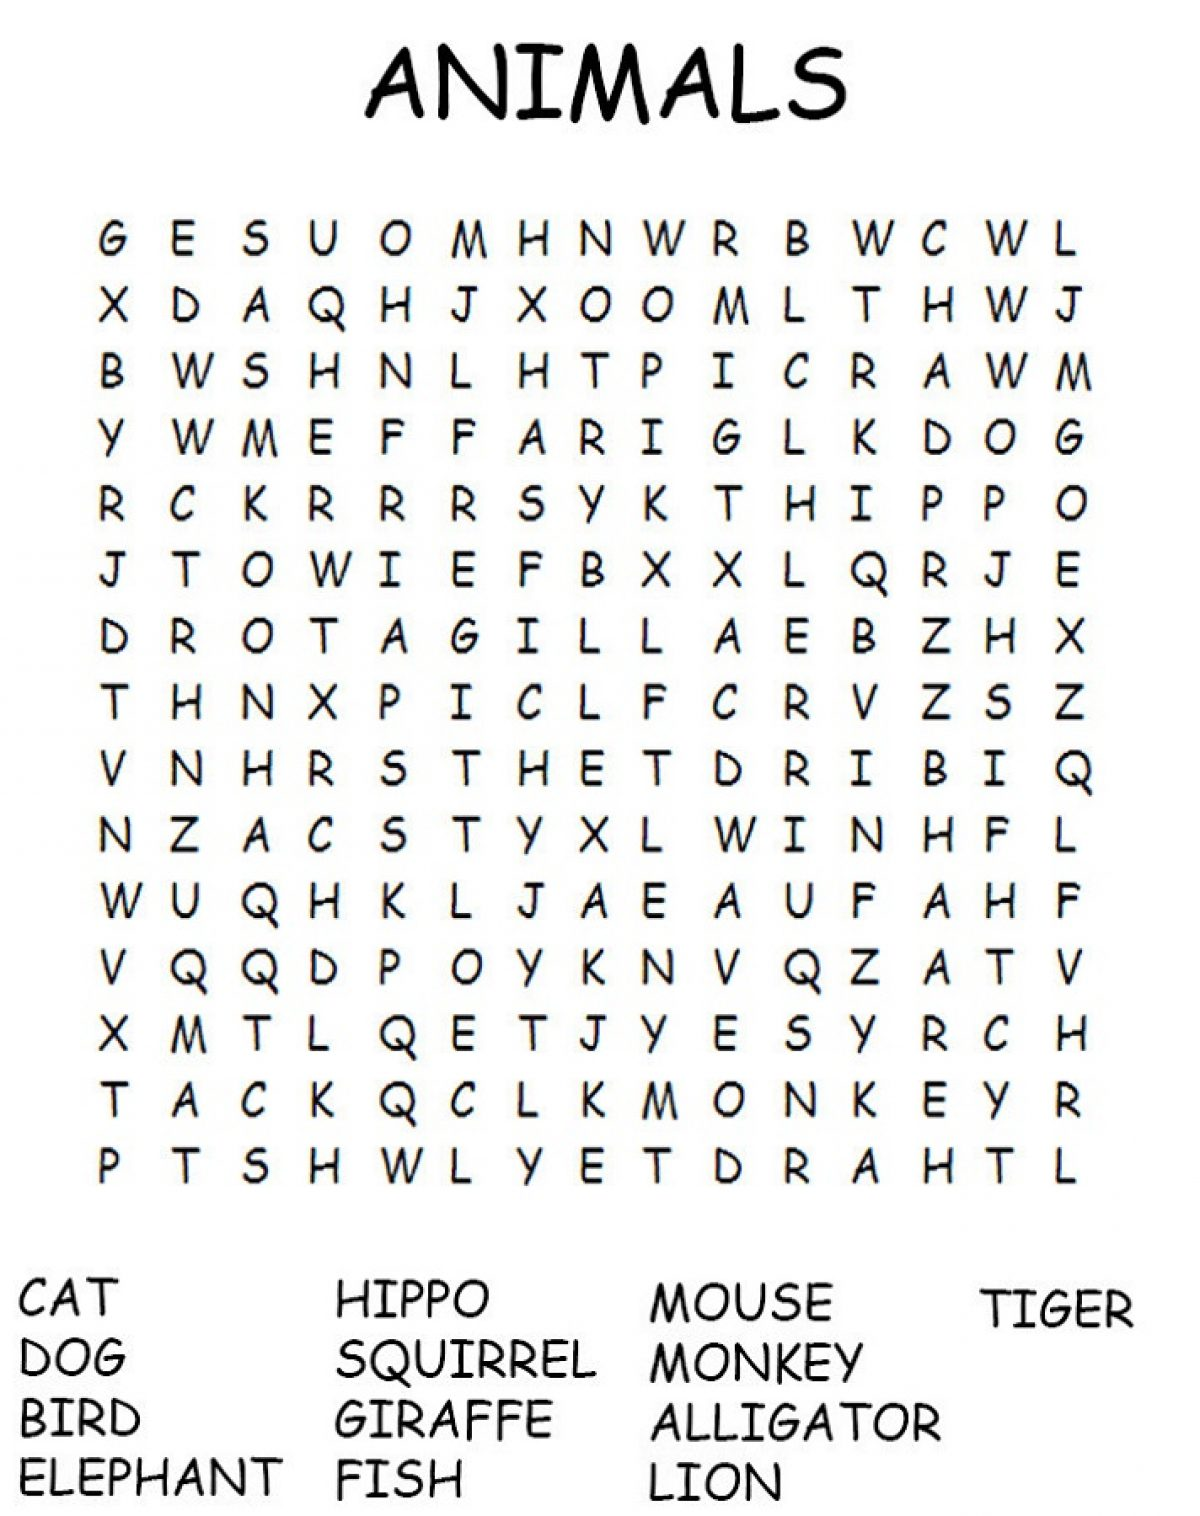 ANIMALS
G E S U O M H N W R B W C W L
X D A Q H J X O O M L T H W J
B W S H N L H T P I C R A W M
Y W M E F F A R I G L K D O G
R C K R R R S Y K T H I P P O
J T O W I E F B X X L Q R J E
D R O T A G I L L A E B Z H X
T H N X P I C L F C R V Z S Z
V N H R S T H E T D R I B I Q
N Z A C S T Y X L W I N H F L
W U Q H K L J A E A U F A H F
V Q Q D P O Y K N V Q Z A T V
X M T L Q E T J Y E S Y R C H
T A C K Q C L K M O N K E Y R
P T S H W L Y E T D R A H T L
CAT HIPPO MOUSE TIGER
DOG SQUIRREL MONKEY
BIRD GIRAFFE ALLIGATOR
ELEPHANT FISH LION